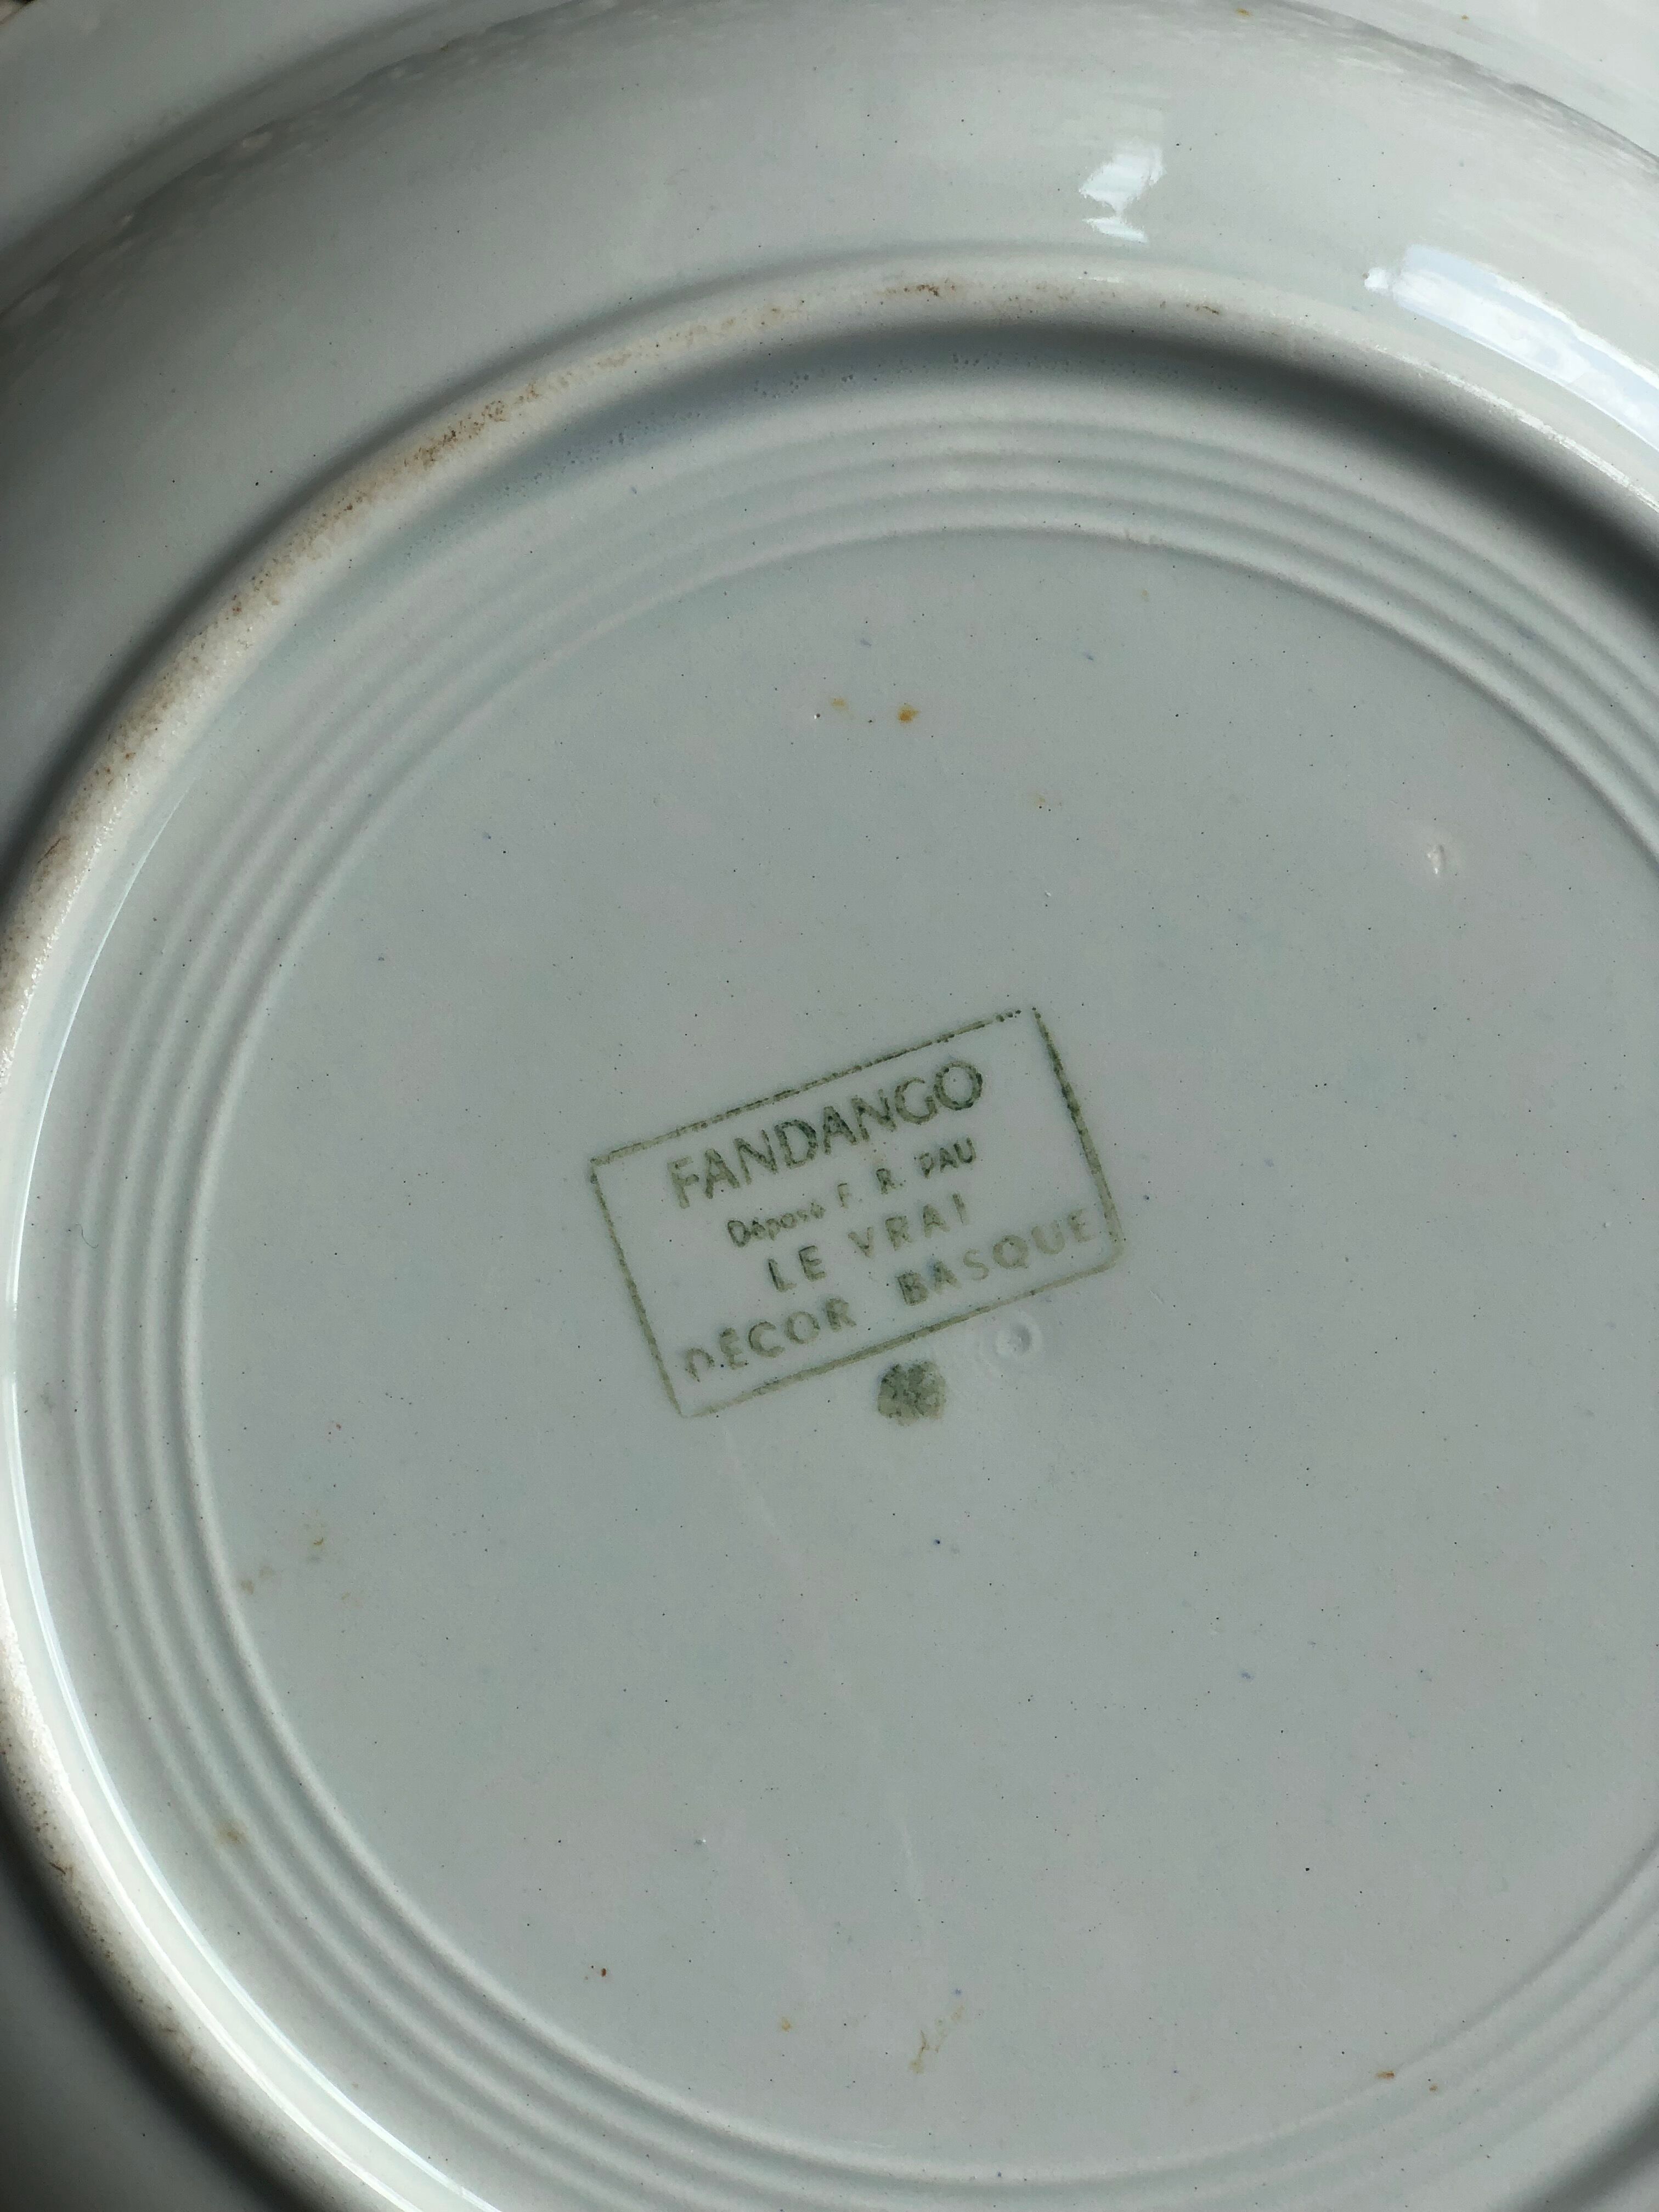 FANDANGO
Déposé F. R. PAU
LE VRAI
DÉCOR BASQUE